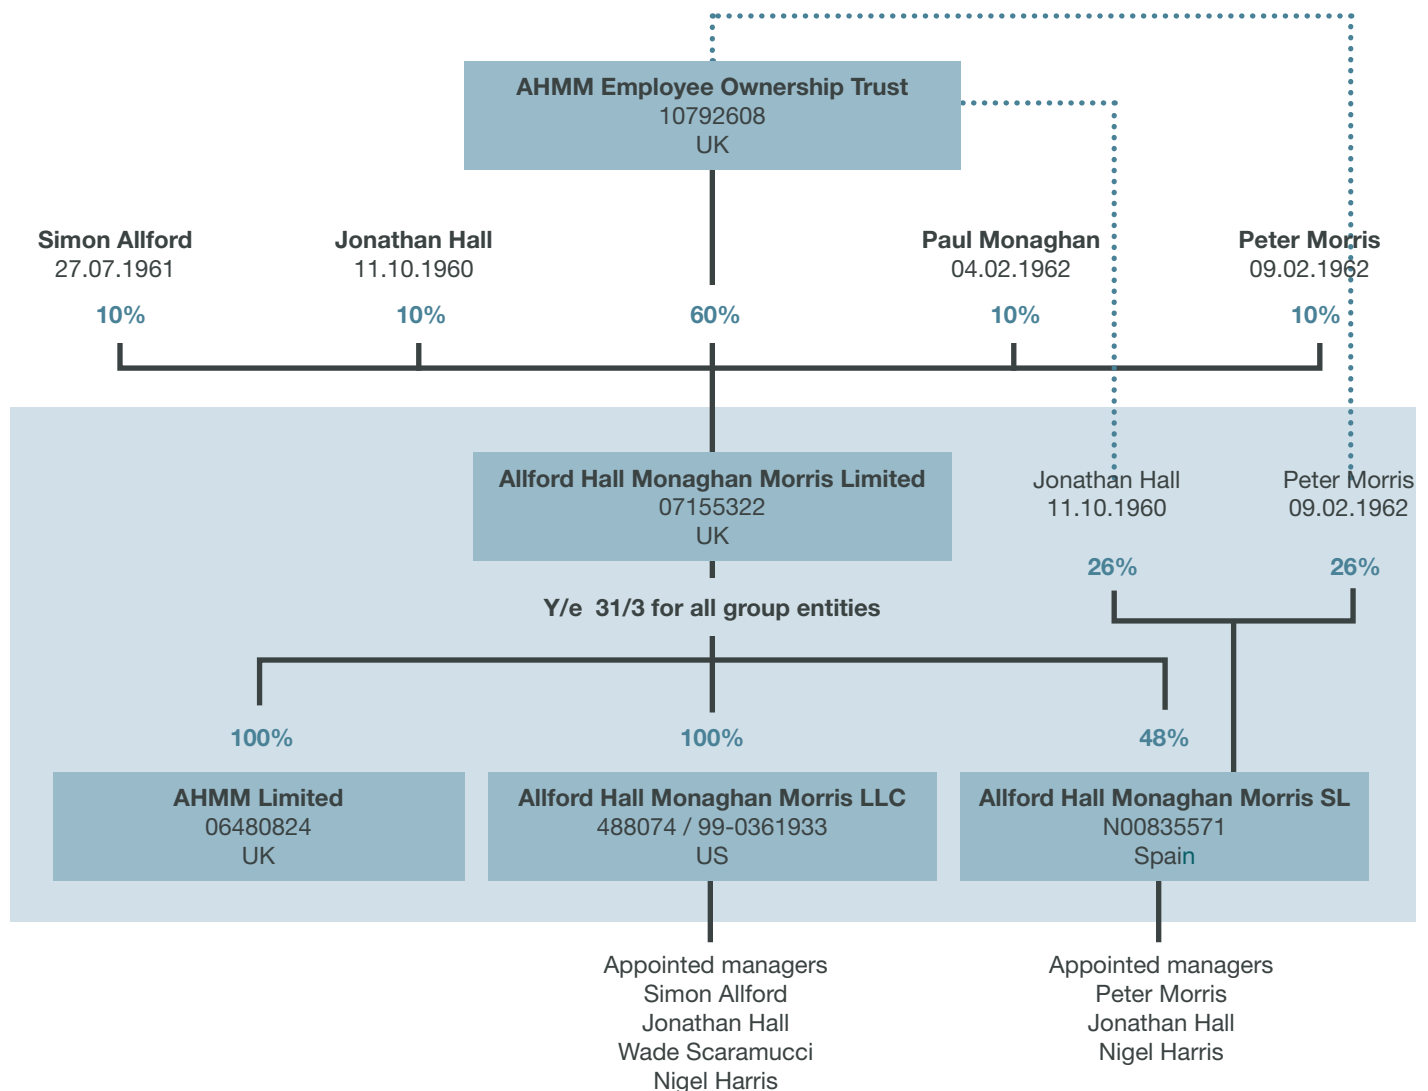 AHMM Employee Ownership Trust
10792608
UK
Simon Allford
27.07.1961
10%
Jonathan Hall
11.10.1960
10%
60%
Paul Monaghan
04.02.1962
10%
Peter Morris
09.02.1962
10%
Allford Hall Monaghan Morris Limited
07155322
UK
Jonathan Hall
11.10.1960
26%
Peter Morris
09.02.1962
26%
Y/e 31/3 for all group entities
100%
AHMM Limited
06480824
UK
100%
Allford Hall Monaghan Morris LLC
488074 / 99-0361933
US
48%
Allford Hall Monaghan Morris SL
N00835571
Spain
Appointed managers
Simon Allford
Jonathan Hall
Wade Scaramucci
Nigel Harris
Appointed managers
Peter Morris
Jonathan Hall
Nigel Harris